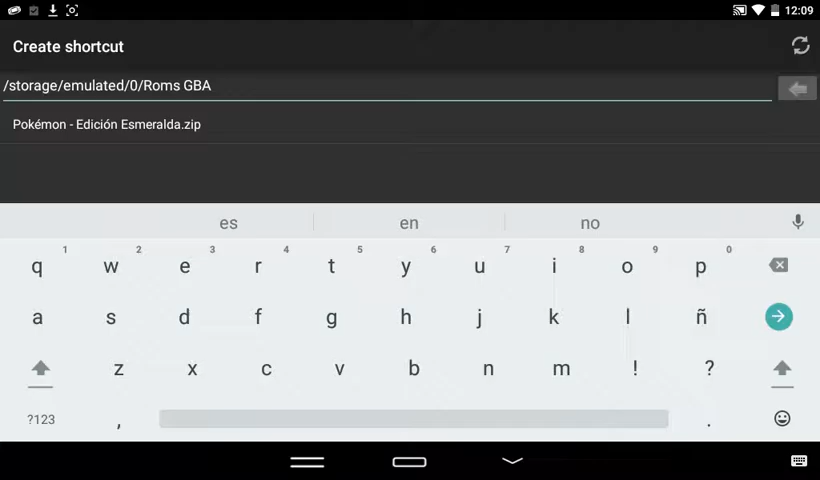 12:09
Create shortcut
/storage/emulated/0/Roms GBA
Pokémon - Edición Esmeralda.zip
es en no
1 2 3 4 5 6 7 8 9 0
q w e r t y u i o p
a s d f g h j k l ñ
z x c v b n m ! ?
?123 , .